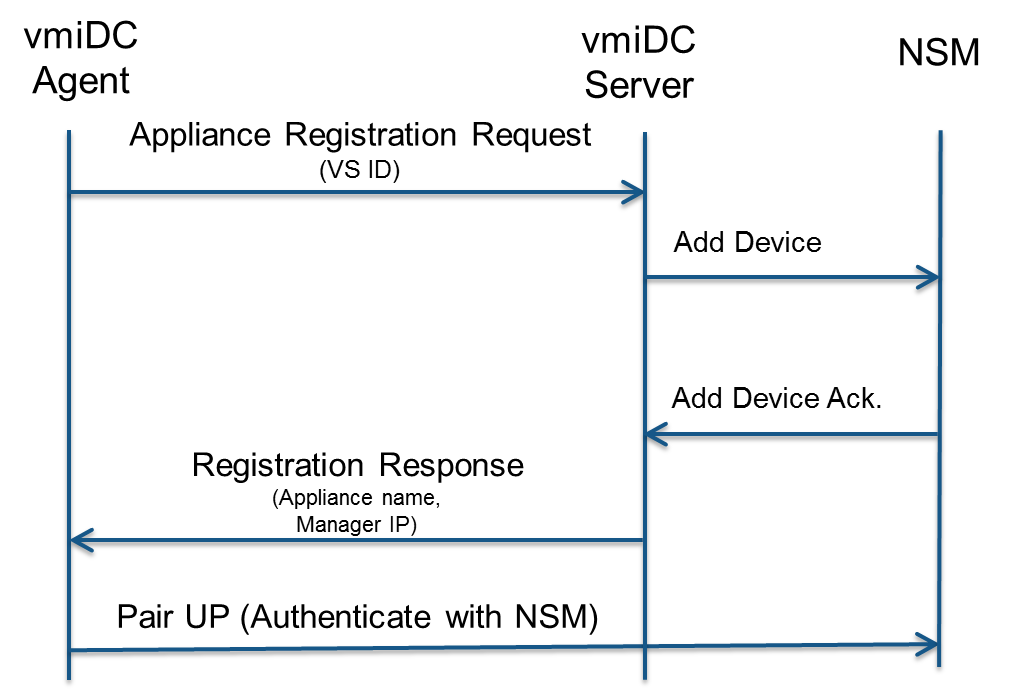 vmiDC
Agent
vmiDC
Server
NSM
Appliance Registration Request
(VS ID)
Add Device
Add Device Ack.
Registration Response
(Appliance name,
Manager IP)
Pair UP (Authenticate with NSM)